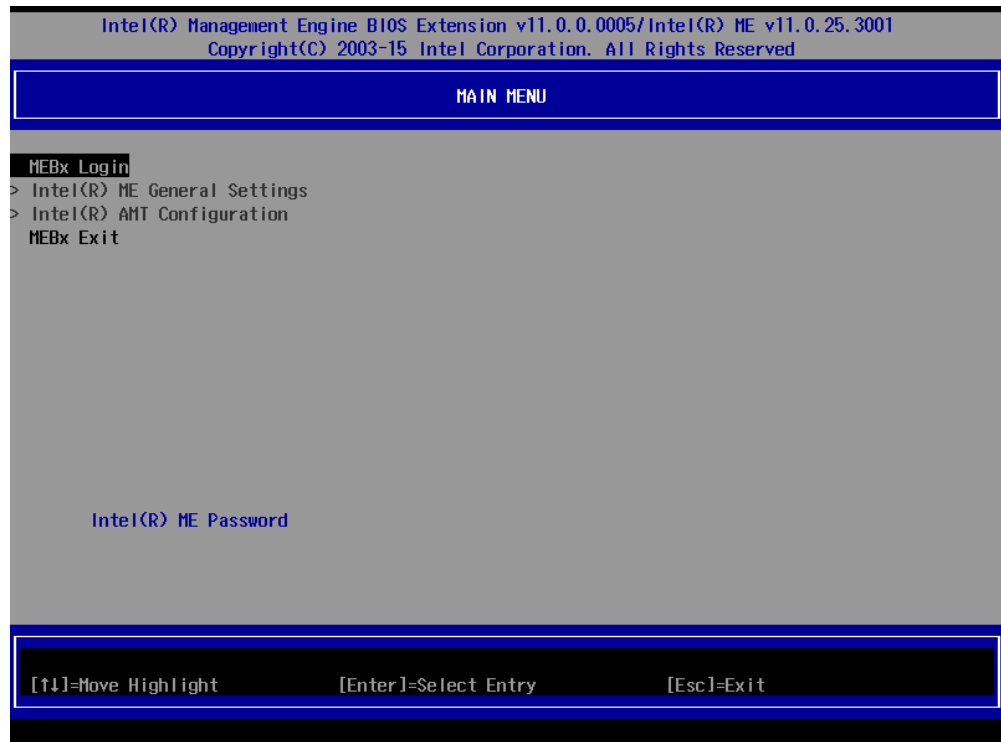 Intel(R) Management Engine BIOS Extension v11.0.0.0005/Intel(R) ME v11.0.25.3001
Copyright(C) 2003-15 Intel Corporation. All Rights Reserved
MAIN MENU
MEBx Login
> Intel(R) ME General Settings
> Intel(R) AMT Configuration
MEBx Exit
Intel(R) ME Password
[↑↓]=Move Highlight [Enter]=Select Entry [Esc]=Exit